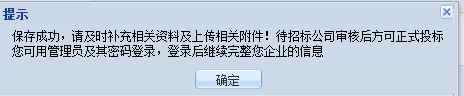 提示
保存成功，请及时补充相关资料及上传相关附件！待招标公司审核后方可正式投标
您可用管理员及其密码登录，登录后继续完整您企业的信息
确定